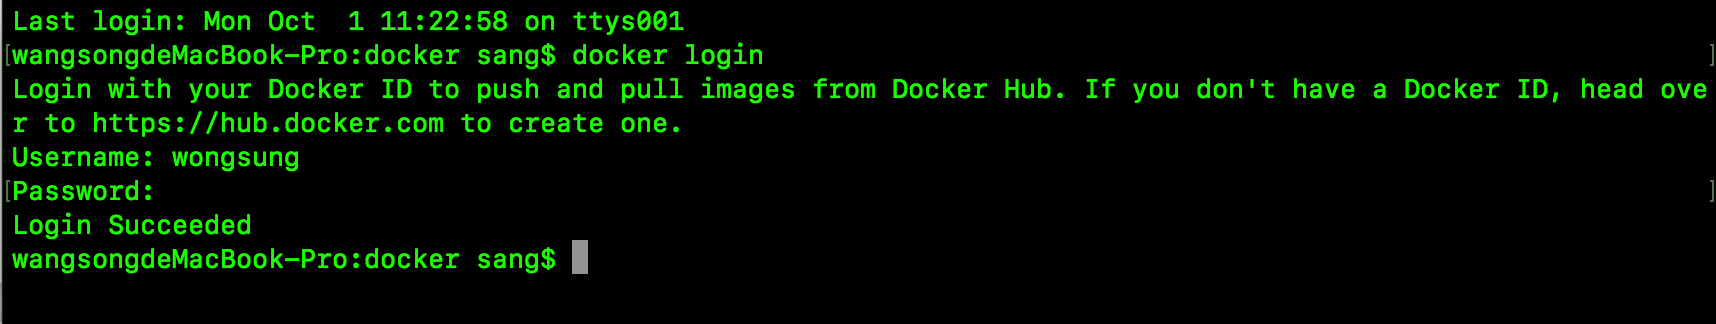 Last login: Mon Oct  1 11:22:58 on ttys001
[wangsongdeMacBook-Pro:docker sang$ docker login ]
Login with your Docker ID to push and pull images from Docker Hub. If you don't have a Docker ID, head ove
r to https://hub.docker.com to create one.
Username: wongsung
[Password: ]
Login Succeeded
wangsongdeMacBook-Pro:docker sang$